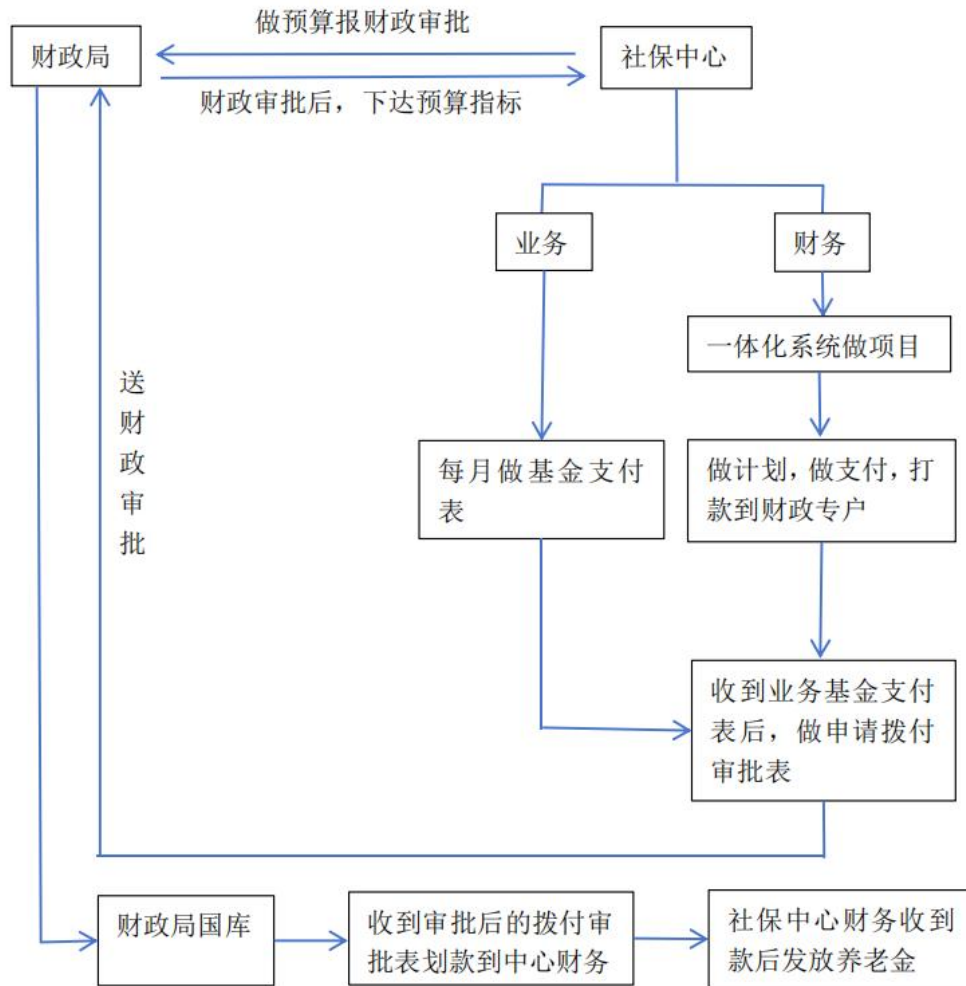 做预算报财政审批
财政局
社保中心
财政审批后，下达预算指标
业务
财务
一体化系统做项目
送
财
政
审
批
每月做基金支付
表
做计划，做支付，打
款到财政专户
收到业务基金支付
表后，做申请拨付
审批表
财政局国库
收到审批后的拨付审
批表划款到中心财务
社保中心财务收到
款后发放养老金